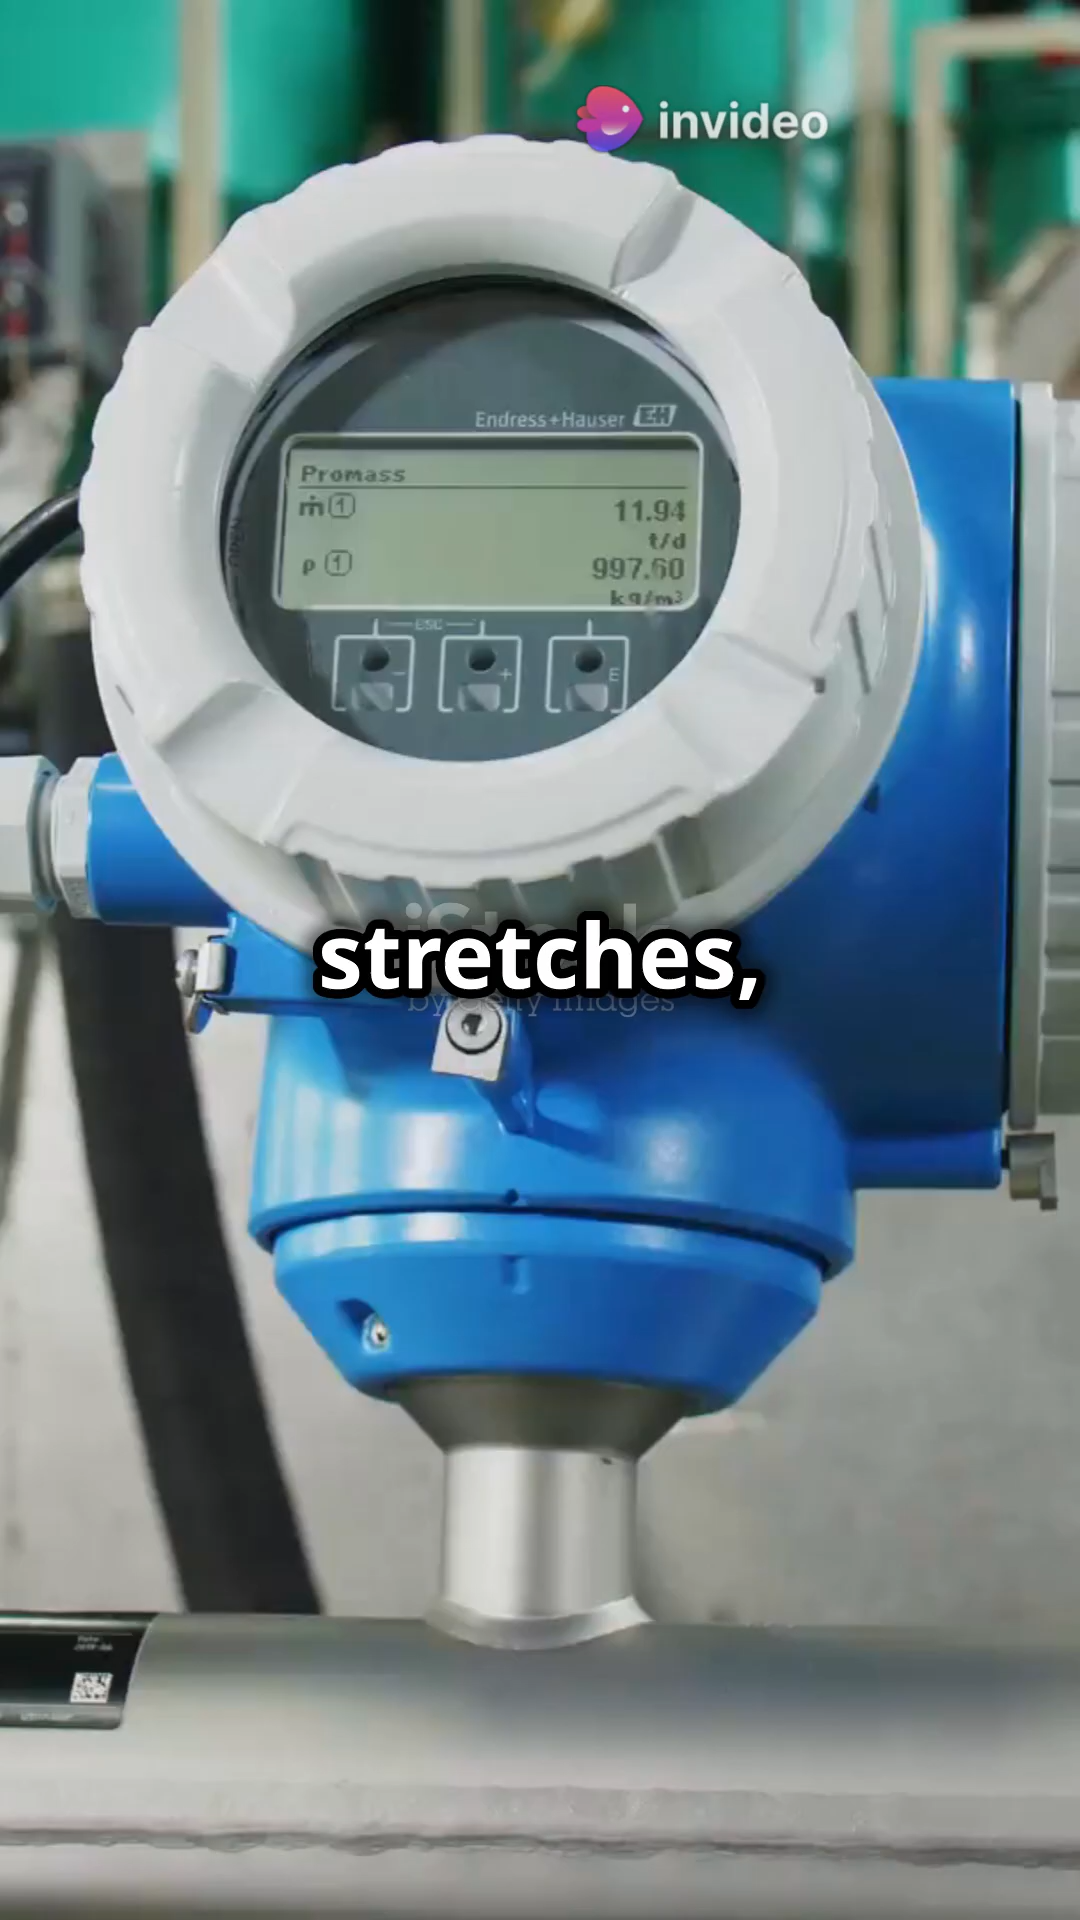 invideo
Endress+Hauser EH
Promass
ṁ 1 11.94
t/d
ρ 1 997.60
kg/m³
ESC
- + E
OPEN
iStock
stretches,
by Getty Images